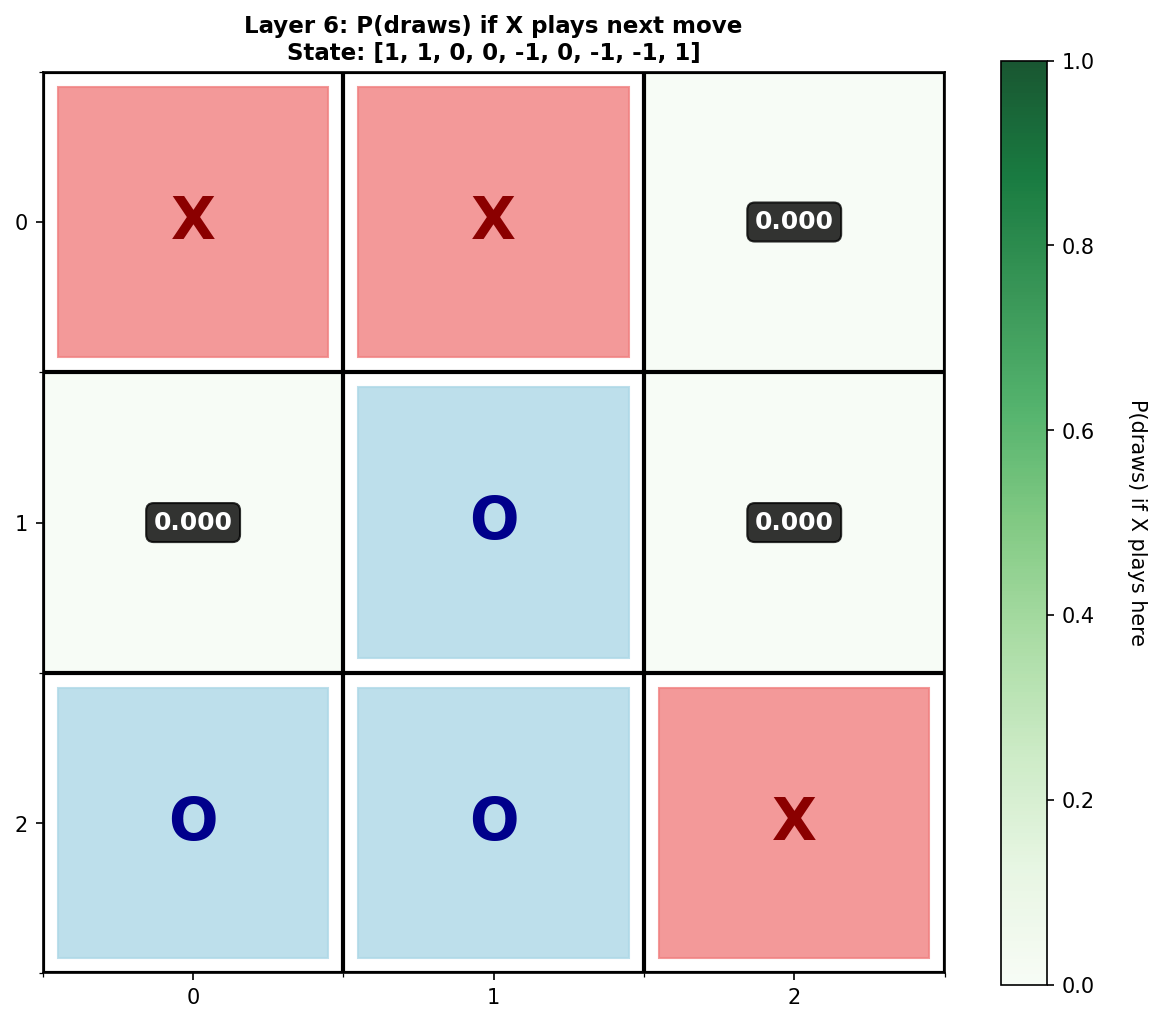 Layer 6: P(draws) if X plays next move
State: [1, 1, 0, 0, -1, 0, -1, -1, 1]
0
X
X
0.000
1
0.000
O
0.000
2
O
O
X
0
1
2
1.0
0.8
0.6
0.4
0.2
0.0
P(draws) if X plays here